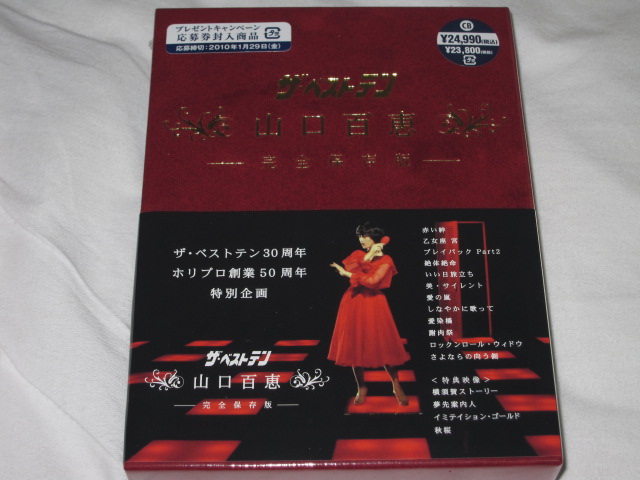 プレゼントキャンペーン
応募券封入商品
応募締切：2010年1月29日(金)
CB
¥24,990(税込)
¥23,800(税抜)
ザ・ベストテン
山口百恵
完全保存版
ザ・ベストテン30周年
ホリプロ創業50周年
特別企画
ザ・ベストテン
山口百恵
完全保存版
赤い絆
乙女座 宮
プレイバック Part2
絶体絶命
いい日旅立ち
美・サイレント
愛の嵐
しなやかに歌って
愛染橋
謝肉祭
ロックンロール・ウィドウ
さよならの向う側
＜特典映像＞
横須賀ストーリー
夢先案内人
イミテイション・ゴールド
秋桜